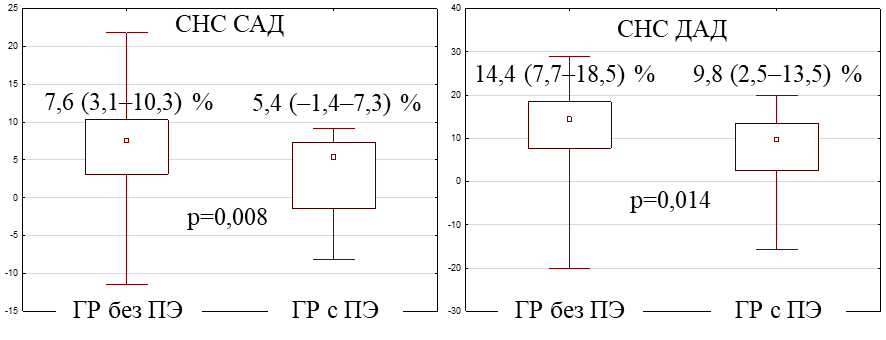 СНС САД
7,6 (3,1–10,3) %
5,4 (–1,4–7,3) %
p=0,008
25
20
15
10
5
0
-5
-10
-15
ГР без ПЭ
ГР с ПЭ
СНС ДАД
14,4 (7,7–18,5) %
9,8 (2,5–13,5) %
p=0,014
40
30
20
10
0
-10
-20
-30
ГР без ПЭ
ГР с ПЭ